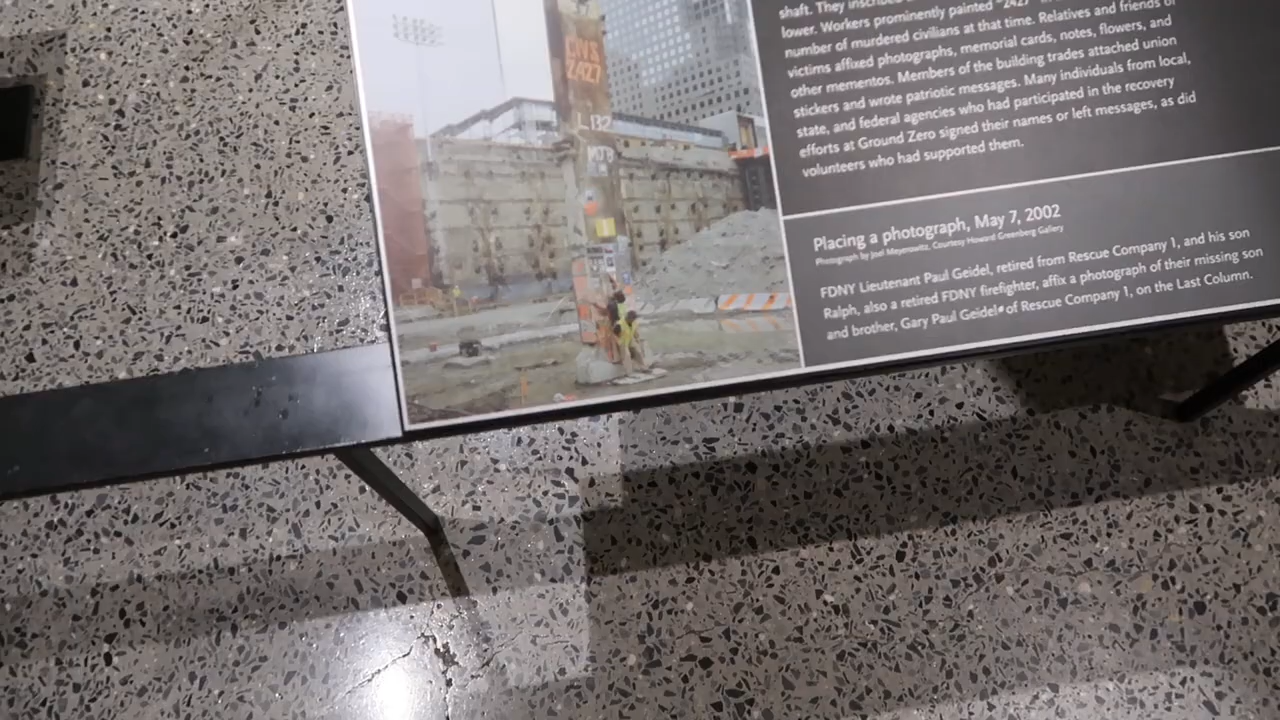 shaft. They inscribed
lower. Workers prominently painted "2427"
number of murdered civilians at that time. Relatives and friends of
victims affixed photographs, memorial cards, notes, flowers, and
other mementos. Members of the building trades attached union
stickers and wrote patriotic messages. Many individuals from local,
state, and federal agencies who had participated in the recovery
efforts at Ground Zero signed their names or left messages, as did
volunteers who had supported them.
Placing a photograph, May 7, 2002
Photograph by Joel Meyerowitz, Courtesy Howard Greenberg Gallery
FDNY Lieutenant Paul Geidel, retired from Rescue Company 1, and his son
Ralph, also a retired FDNY firefighter, affix a photograph of their missing son
and brother, Gary Paul Geidel of Rescue Company 1, on the Last Column.
CIVS
2427
L.132